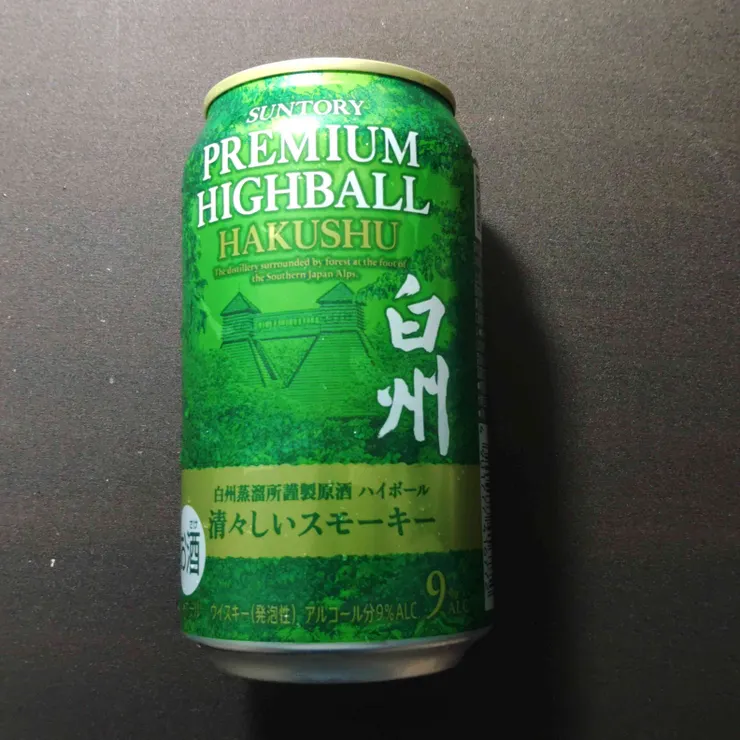 SUNTORY
PREMIUM
HIGHBALL
HAKUSHU
The distillery surrounded by forest at the foot of
the Southern Japan Alps.
白州
白州蒸溜所謹製原酒 ハイボール
清々しいスモーキー
お酒
ウイスキー(発泡性) アルコール分9%ALC
9% ALC